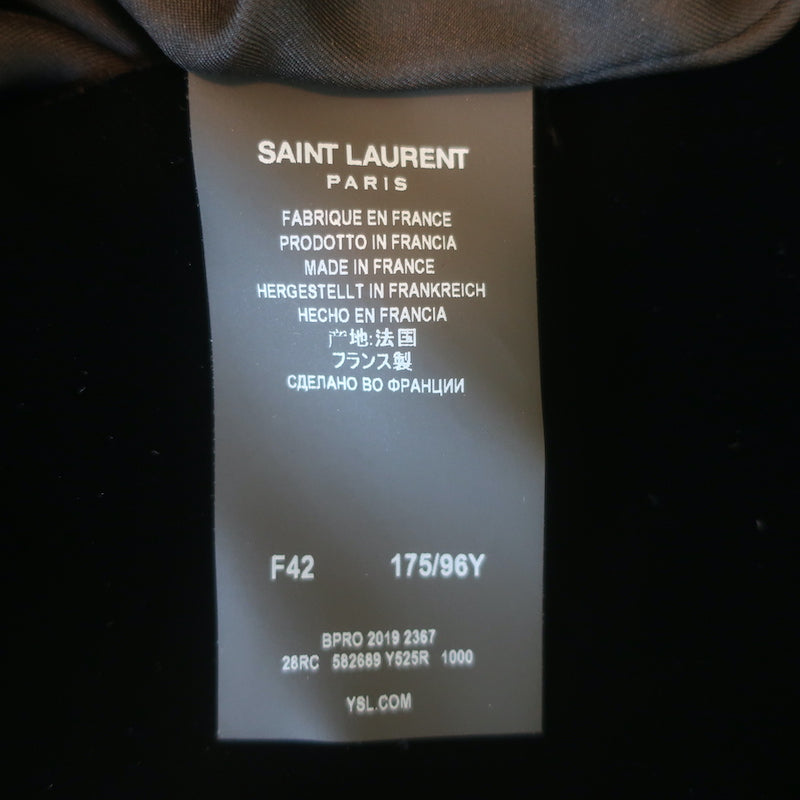 SAINT LAURENT
PARIS
FABRIQUE EN FRANCE
PRODOTTO IN FRANCIA
MADE IN FRANCE
HERGESTELLT IN FRANKREICH
HECHO EN FRANCIA
产地:法国
フランス製
СДЕЛАНО ВО ФРАНЦИИ
F42 175/96Y
BPRO 2019 2367
28RC 582689 Y525R 1000
YSL.COM